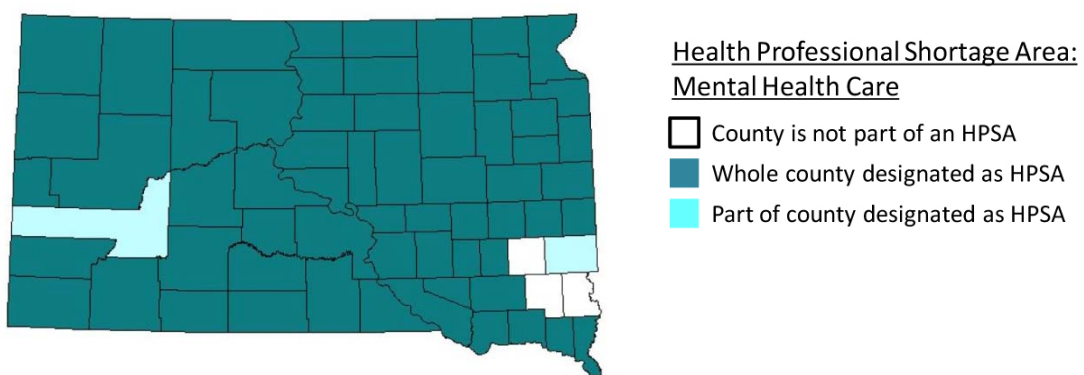 Health Professional Shortage Area:
Mental Health Care
County is not part of an HPSA
Whole county designated as HPSA
Part of county designated as HPSA